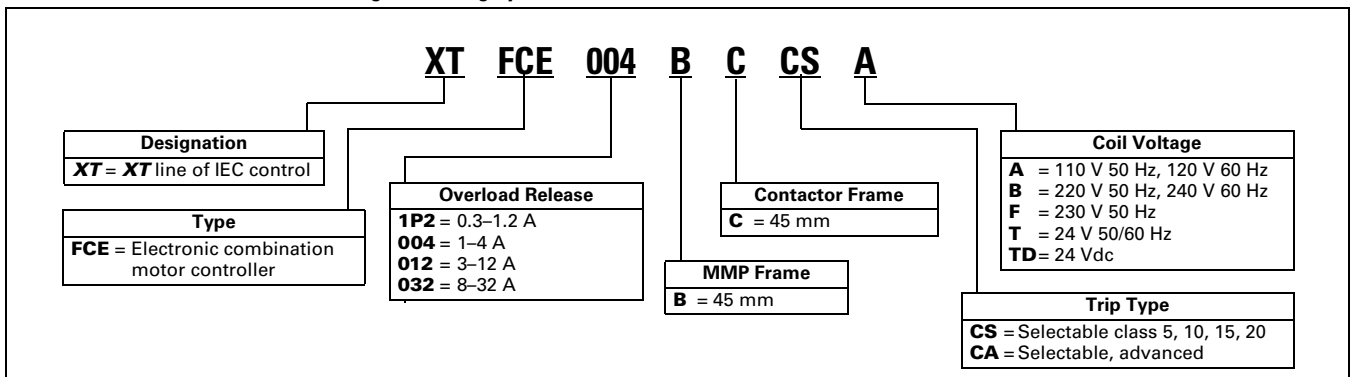 XT FCE 004 B C CS A
Designation
XT = XT line of IEC control
Type
FCE = Electronic combination
motor controller
Overload Release
1P2 = 0.3–1.2 A
004 = 1–4 A
012 = 3–12 A
032 = 8–32 A
MMP Frame
B = 45 mm
Contactor Frame
C = 45 mm
Coil Voltage
A = 110 V 50 Hz, 120 V 60 Hz
B = 220 V 50 Hz, 240 V 60 Hz
F = 230 V 50 Hz
T = 24 V 50/60 Hz
TD = 24 Vdc
Trip Type
CS = Selectable class 5, 10, 15, 20
CA = Selectable, advanced